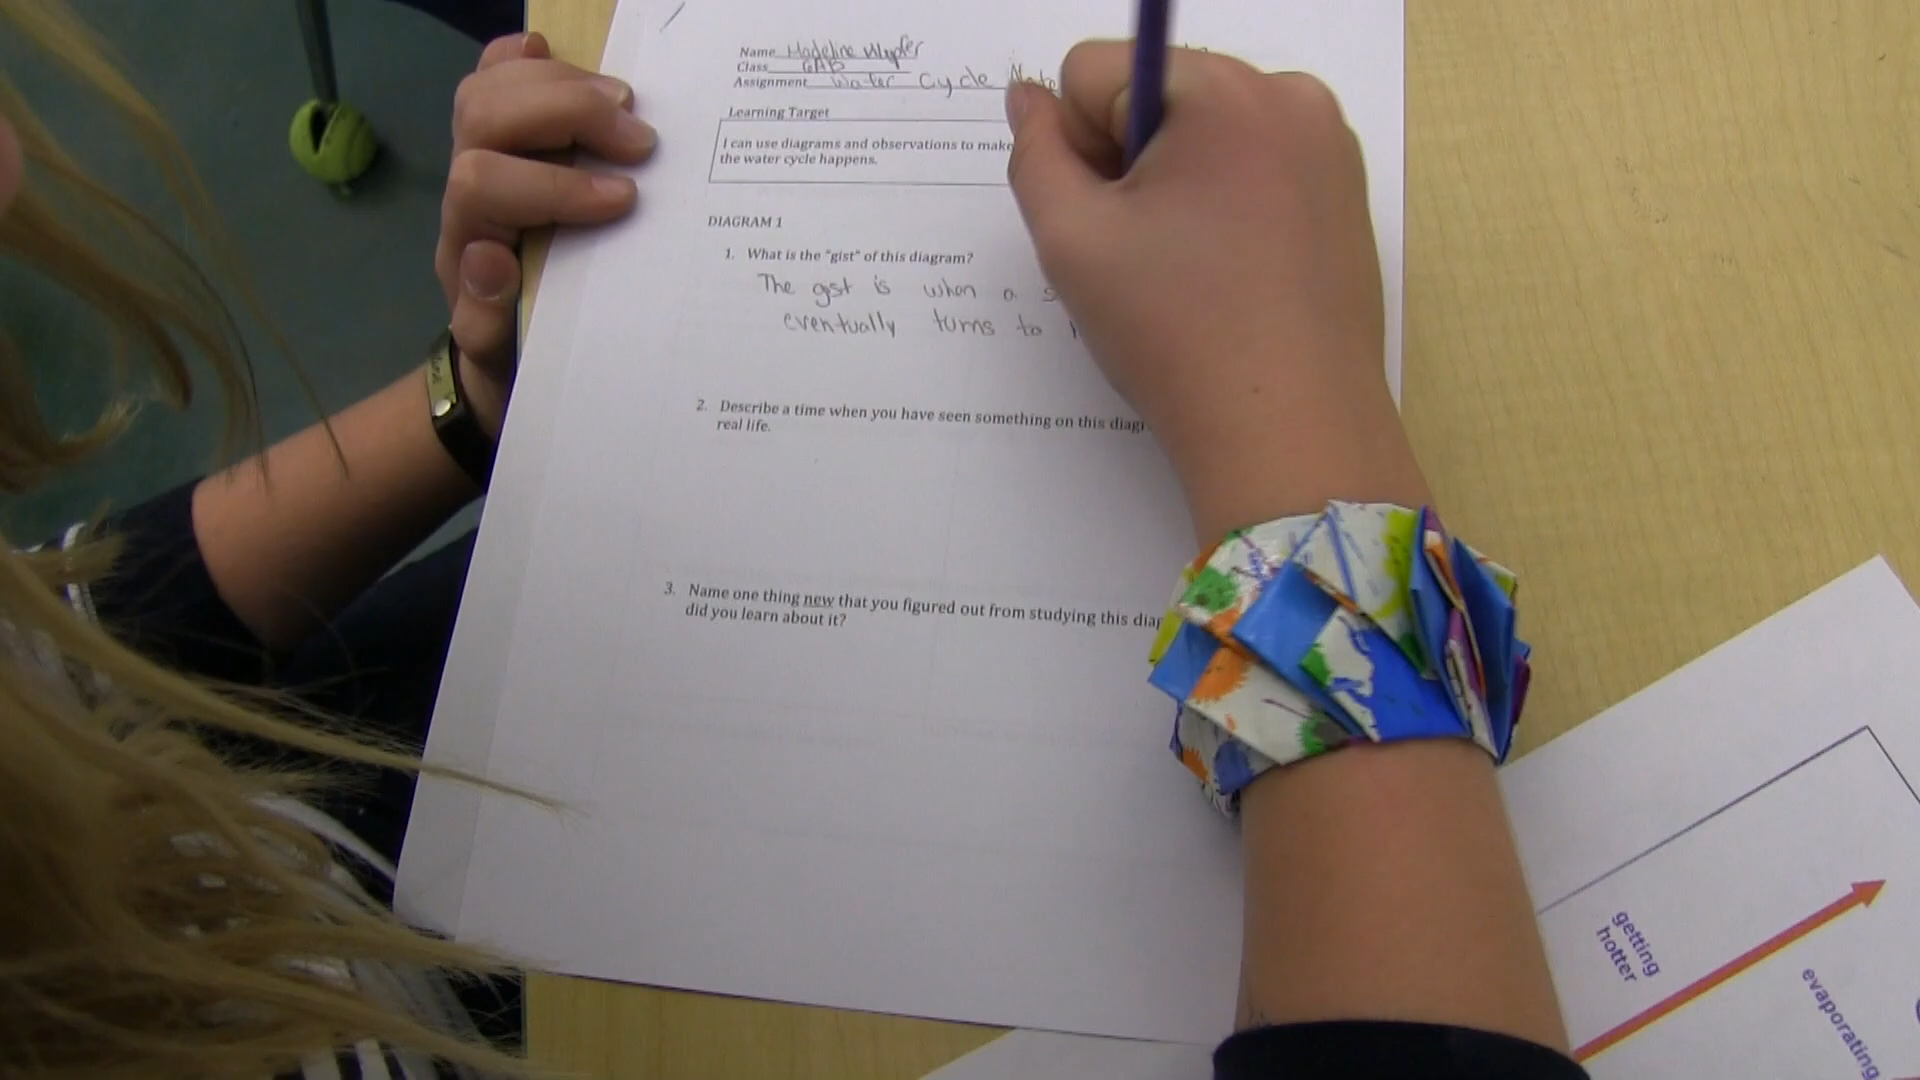 Name Madeline
Class 6AB
Assignment Water Cycle Note
Learning Target
I can use diagrams and observations to make
the water cycle happens.
DIAGRAM 1
1. What is the "gist" of this diagram?
The gist is when a s
eventually turns to
2. Describe a time when you have seen something on this diagr
real life.
3. Name one thing new that you figured out from studying this diag
did you learn about it?
getting
hotter
evaporating